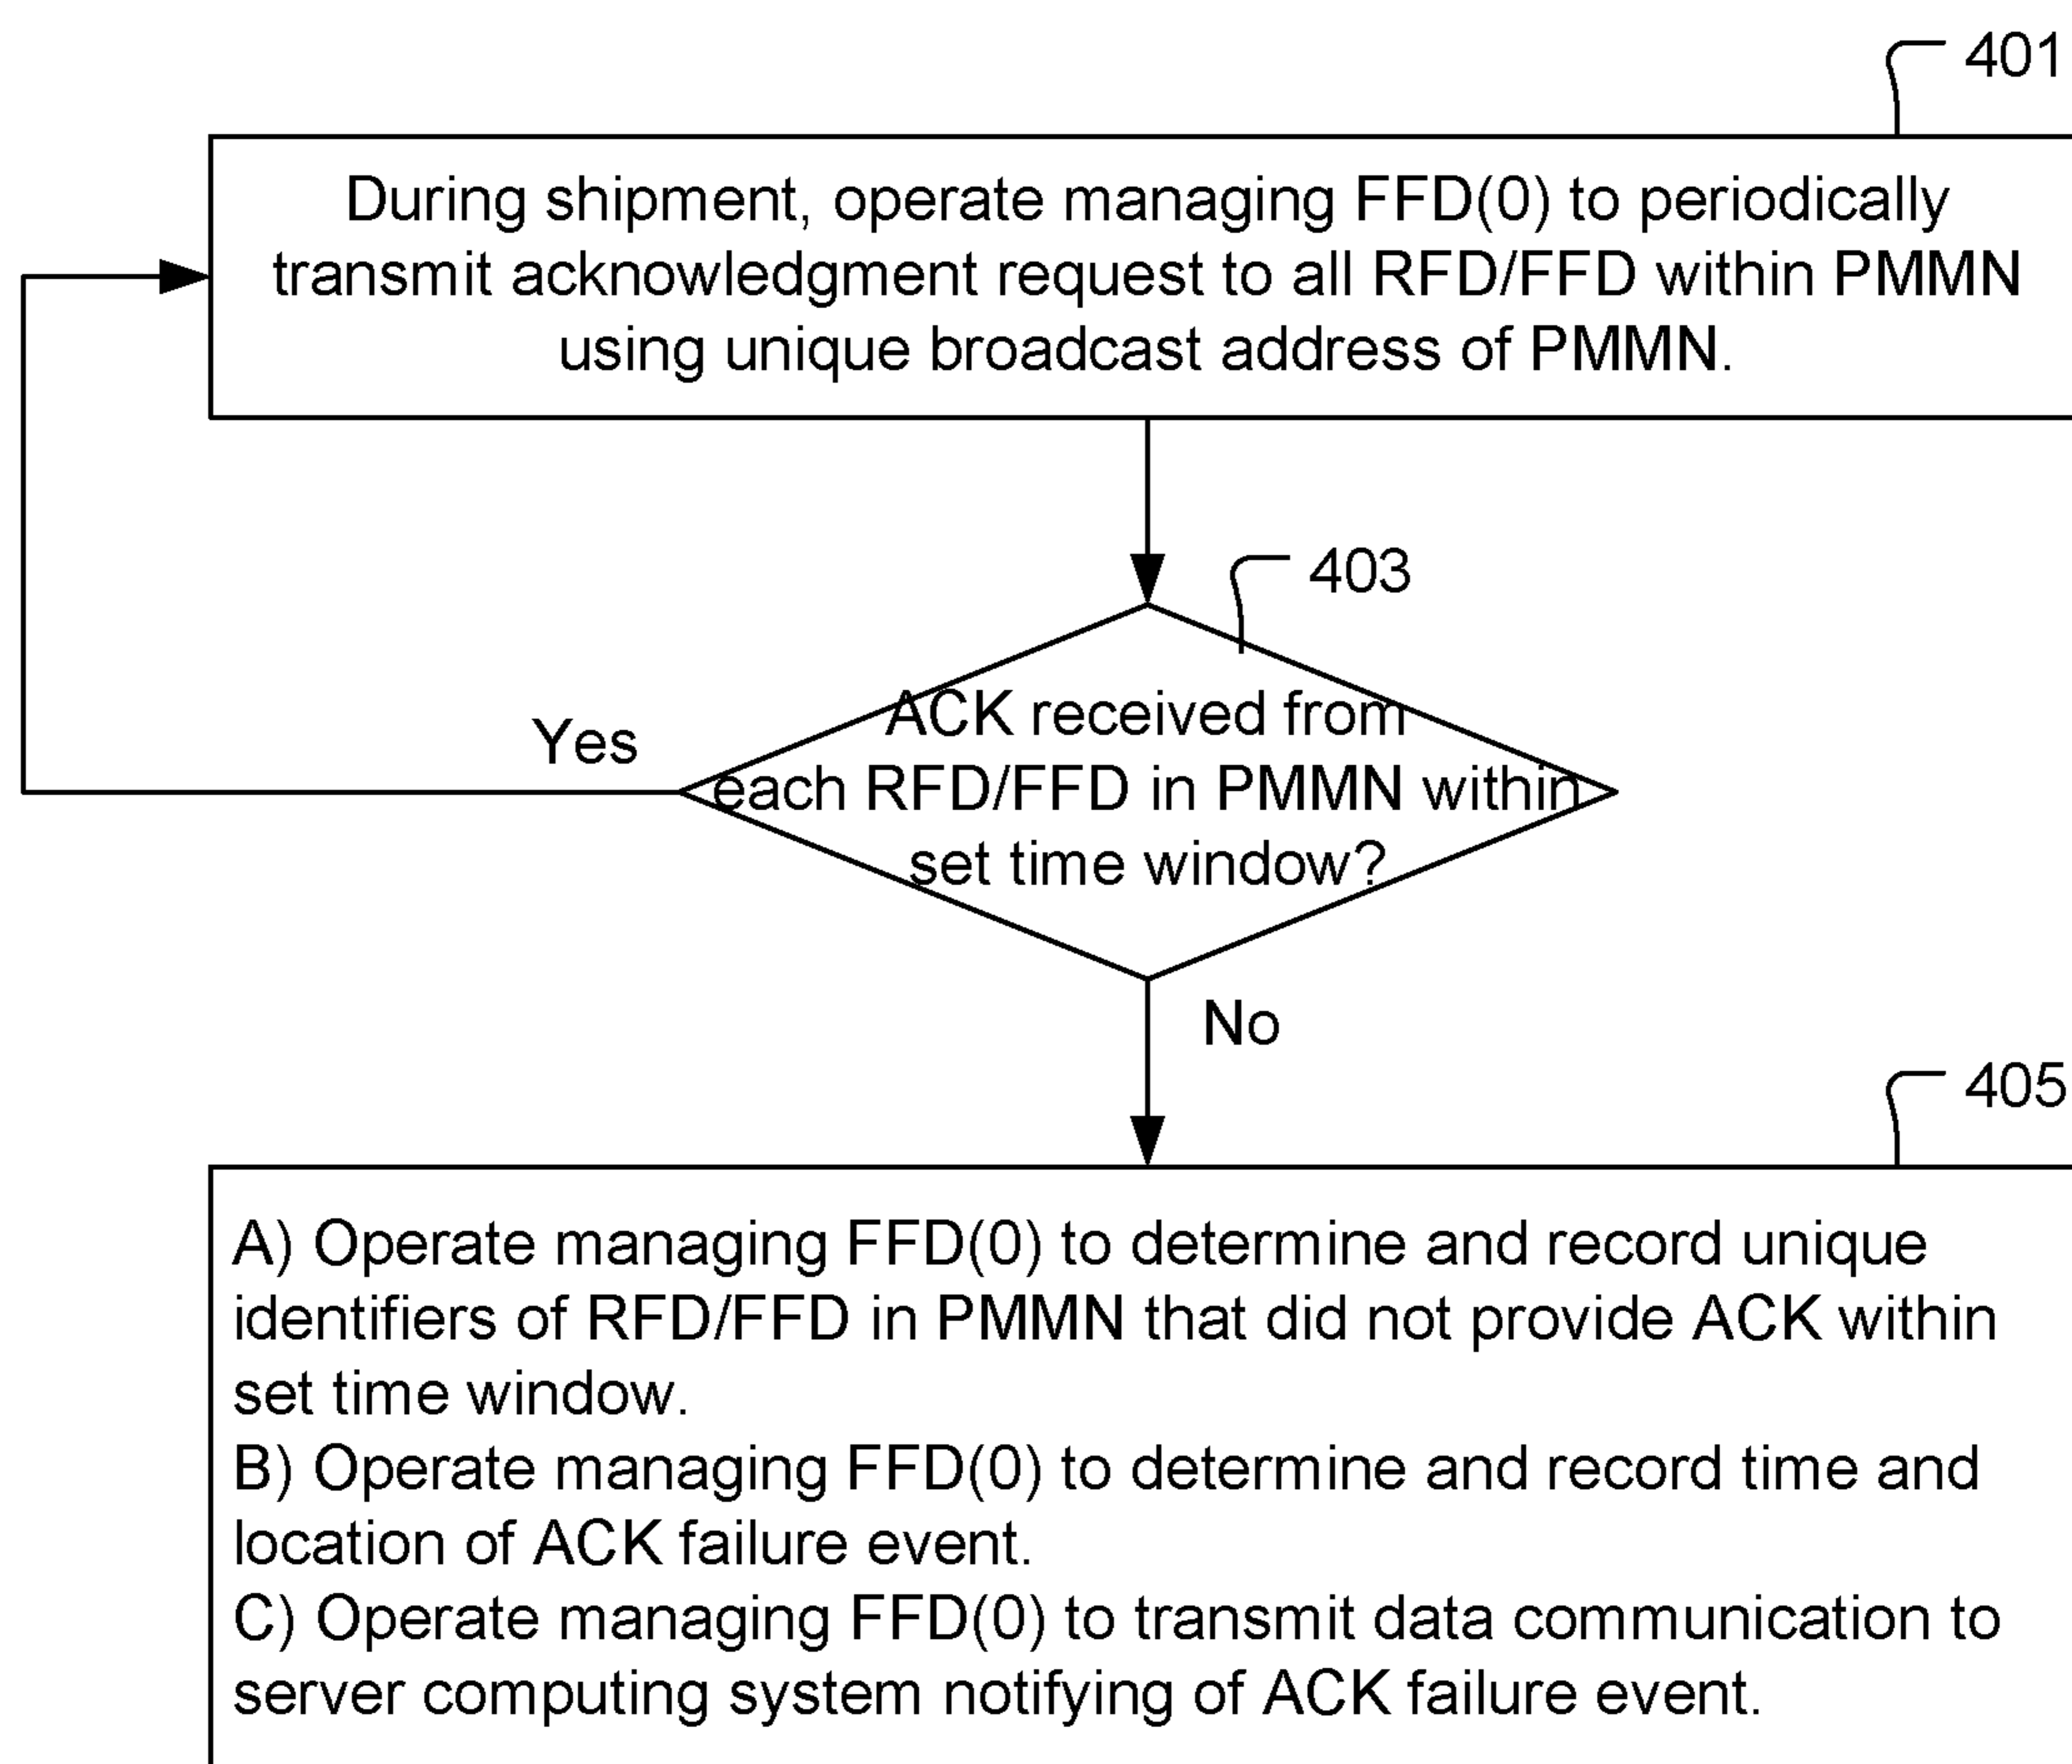 401
During shipment, operate managing FFD(0) to periodically
transmit acknowledgment request to all RFD/FFD within PMMN
using unique broadcast address of PMMN.
403
ACK received from
each RFD/FFD in PMMN within
set time window?
Yes
No
405
A) Operate managing FFD(0) to determine and record unique
identifiers of RFD/FFD in PMMN that did not provide ACK within
set time window.
B) Operate managing FFD(0) to determine and record time and
location of ACK failure event.
C) Operate managing FFD(0) to transmit data communication to
server computing system notifying of ACK failure event.